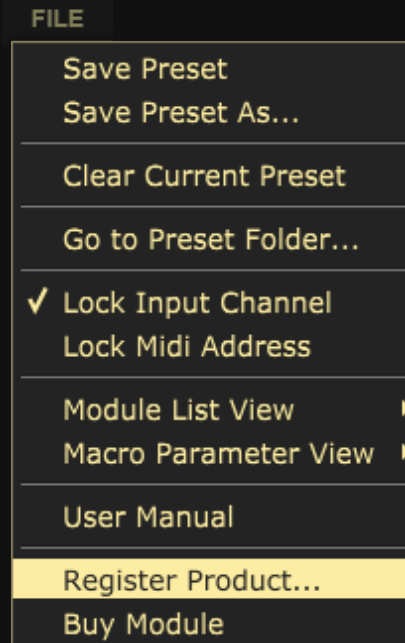 FILE
Save Preset
Save Preset As...
Clear Current Preset
Go to Preset Folder...
Lock Input Channel
Lock Midi Address
Module List View
Macro Parameter View
User Manual
Register Product...
Buy Module